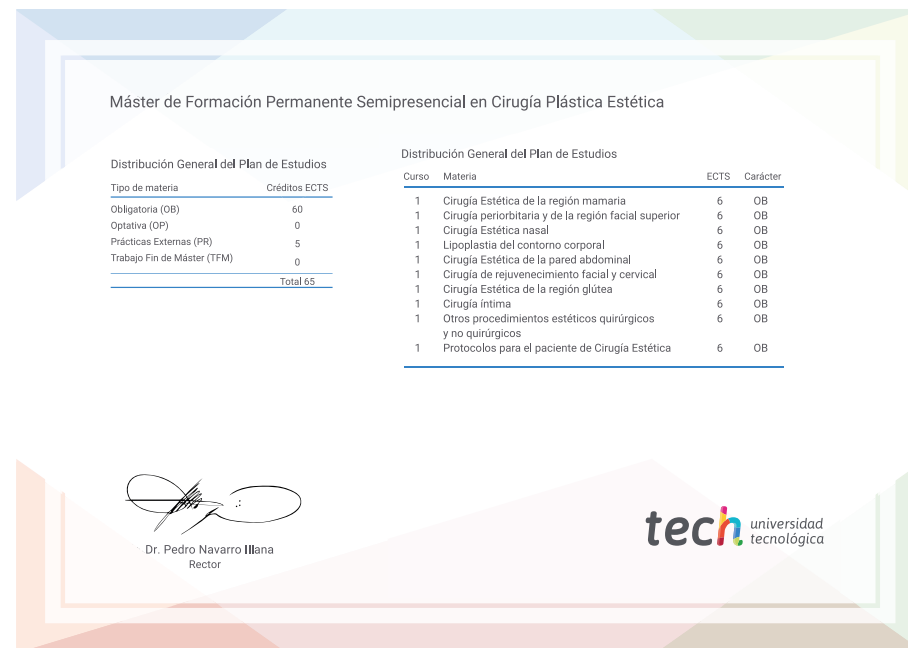 Máster de Formación Permanente Semipresencial en Cirugía Plástica Estética
Distribución General del Plan de Estudios
Tipo de materia Créditos ECTS
Obligatoria (OB) 60
Optativa (OP) 0
Prácticas Externas (PR) 5
Trabajo Fin de Máster (TFM) 0
Total 65
Distribución General del Plan de Estudios
Curso Materia ECTS Carácter
1 Cirugía Estética de la región mamaria 6 OB
1 Cirugía periorbitaria y de la región facial superior 6 OB
1 Cirugía Estética nasal 6 OB
1 Lipoplastia del contorno corporal 6 OB
1 Cirugía Estética de la pared abdominal 6 OB
1 Cirugía de rejuvenecimiento facial y cervical 6 OB
1 Cirugía Estética de la región glútea 6 OB
1 Cirugía íntima 6 OB
1 Otros procedimientos estéticos quirúrgicos 6 OB
y no quirúrgicos
1 Protocolos para el paciente de Cirugía Estética 6 OB
Dr. Pedro Navarro Illana
Rector
tech universidad
tecnológica